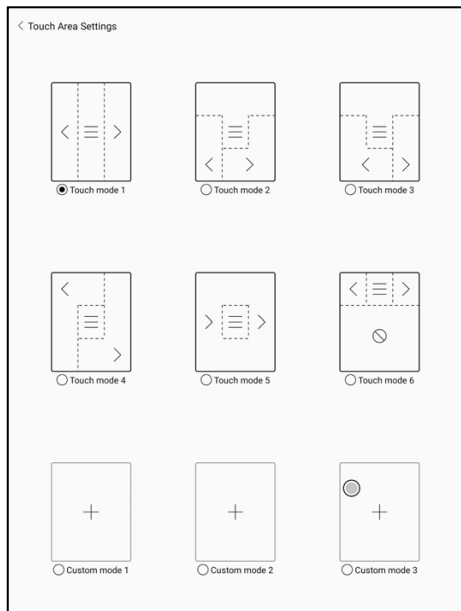 Touch Area Settings
Touch mode 1
Touch mode 2
Touch mode 3
Touch mode 4
Touch mode 5
Touch mode 6
Custom mode 1
Custom mode 2
Custom mode 3